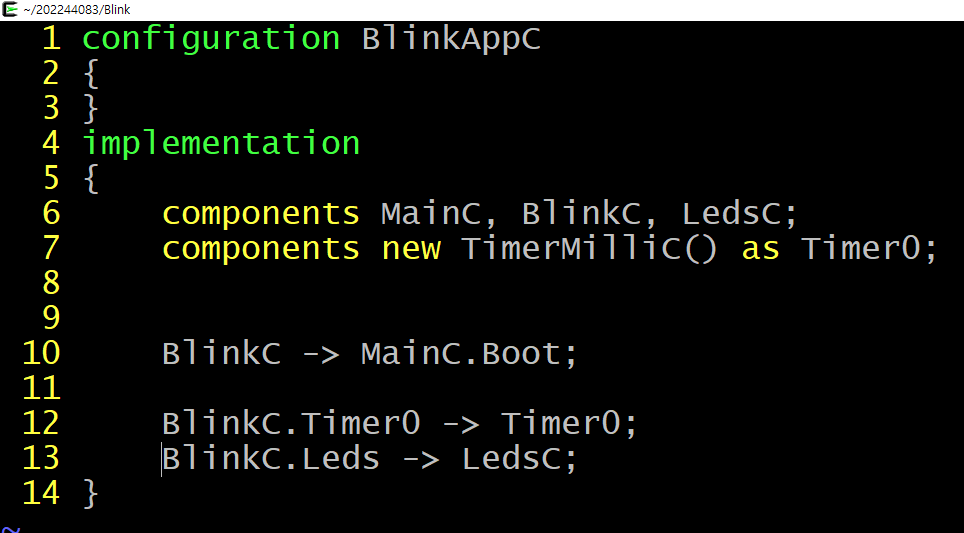 ~/202244083/Blink
1 configuration BlinkAppC
2 {
3 }
4 implementation
5 {
6     components MainC, BlinkC, LedsC;
7     components new TimerMilliC() as Timer0;
8
9
10     BlinkC -> MainC.Boot;
11
12     BlinkC.Timer0 -> Timer0;
13     BlinkC.Leds -> LedsC;
14 }
~